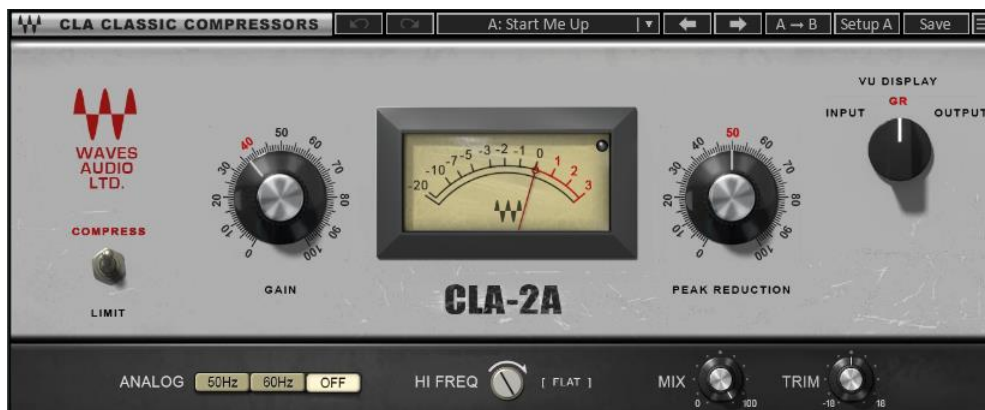 CLA CLASSIC COMPRESSORS
A: Start Me Up
A → B
Setup A
Save
WAVES
AUDIO
LTD.
COMPRESS
LIMIT
0 10 20 30 40 50 60 70 80 90 100
GAIN
-20 -10 -7 -5 -3 -2 -1 0 1 2 3
CLA-2A
0 10 20 30 40 50 60 70 80 90 100
PEAK REDUCTION
VU DISPLAY
GR
INPUT OUTPUT
ANALOG 50Hz 60Hz OFF
HI FREQ [ FLAT ]
MIX 0 100
TRIM -18 18